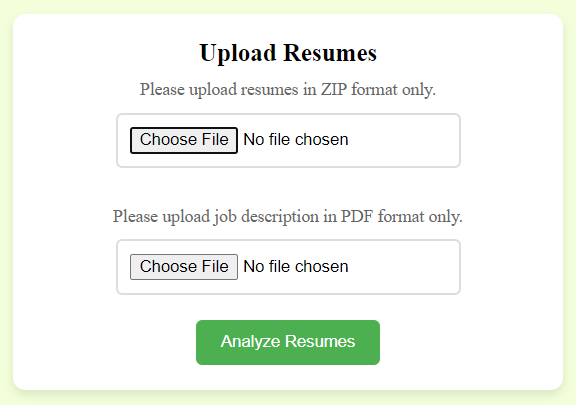 Upload Resumes
Please upload resumes in ZIP format only.
Choose File No file chosen
Please upload job description in PDF format only.
Choose File No file chosen
Analyze Resumes